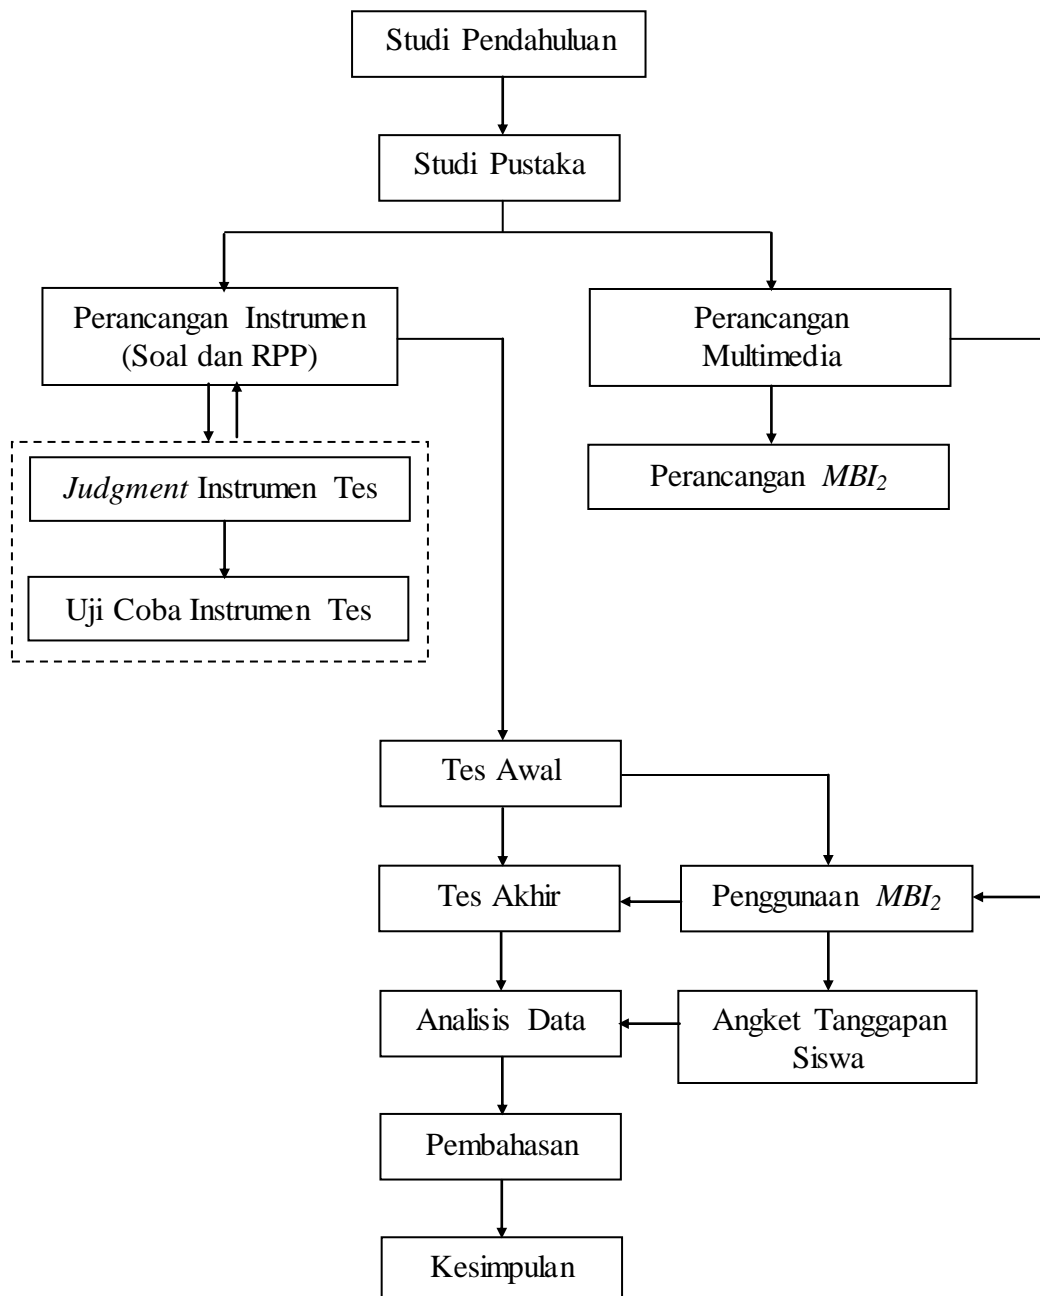 Studi Pendahuluan
Studi Pustaka
Perancangan Instrumen
(Soal dan RPP)
Perancangan
Multimedia
Judgment Instrumen Tes
Perancangan MBI₂
Uji Coba Instrumen Tes
Tes Awal
Tes Akhir
Penggunaan MBI₂
Analisis Data
Angket Tanggapan
Siswa
Pembahasan
Kesimpulan